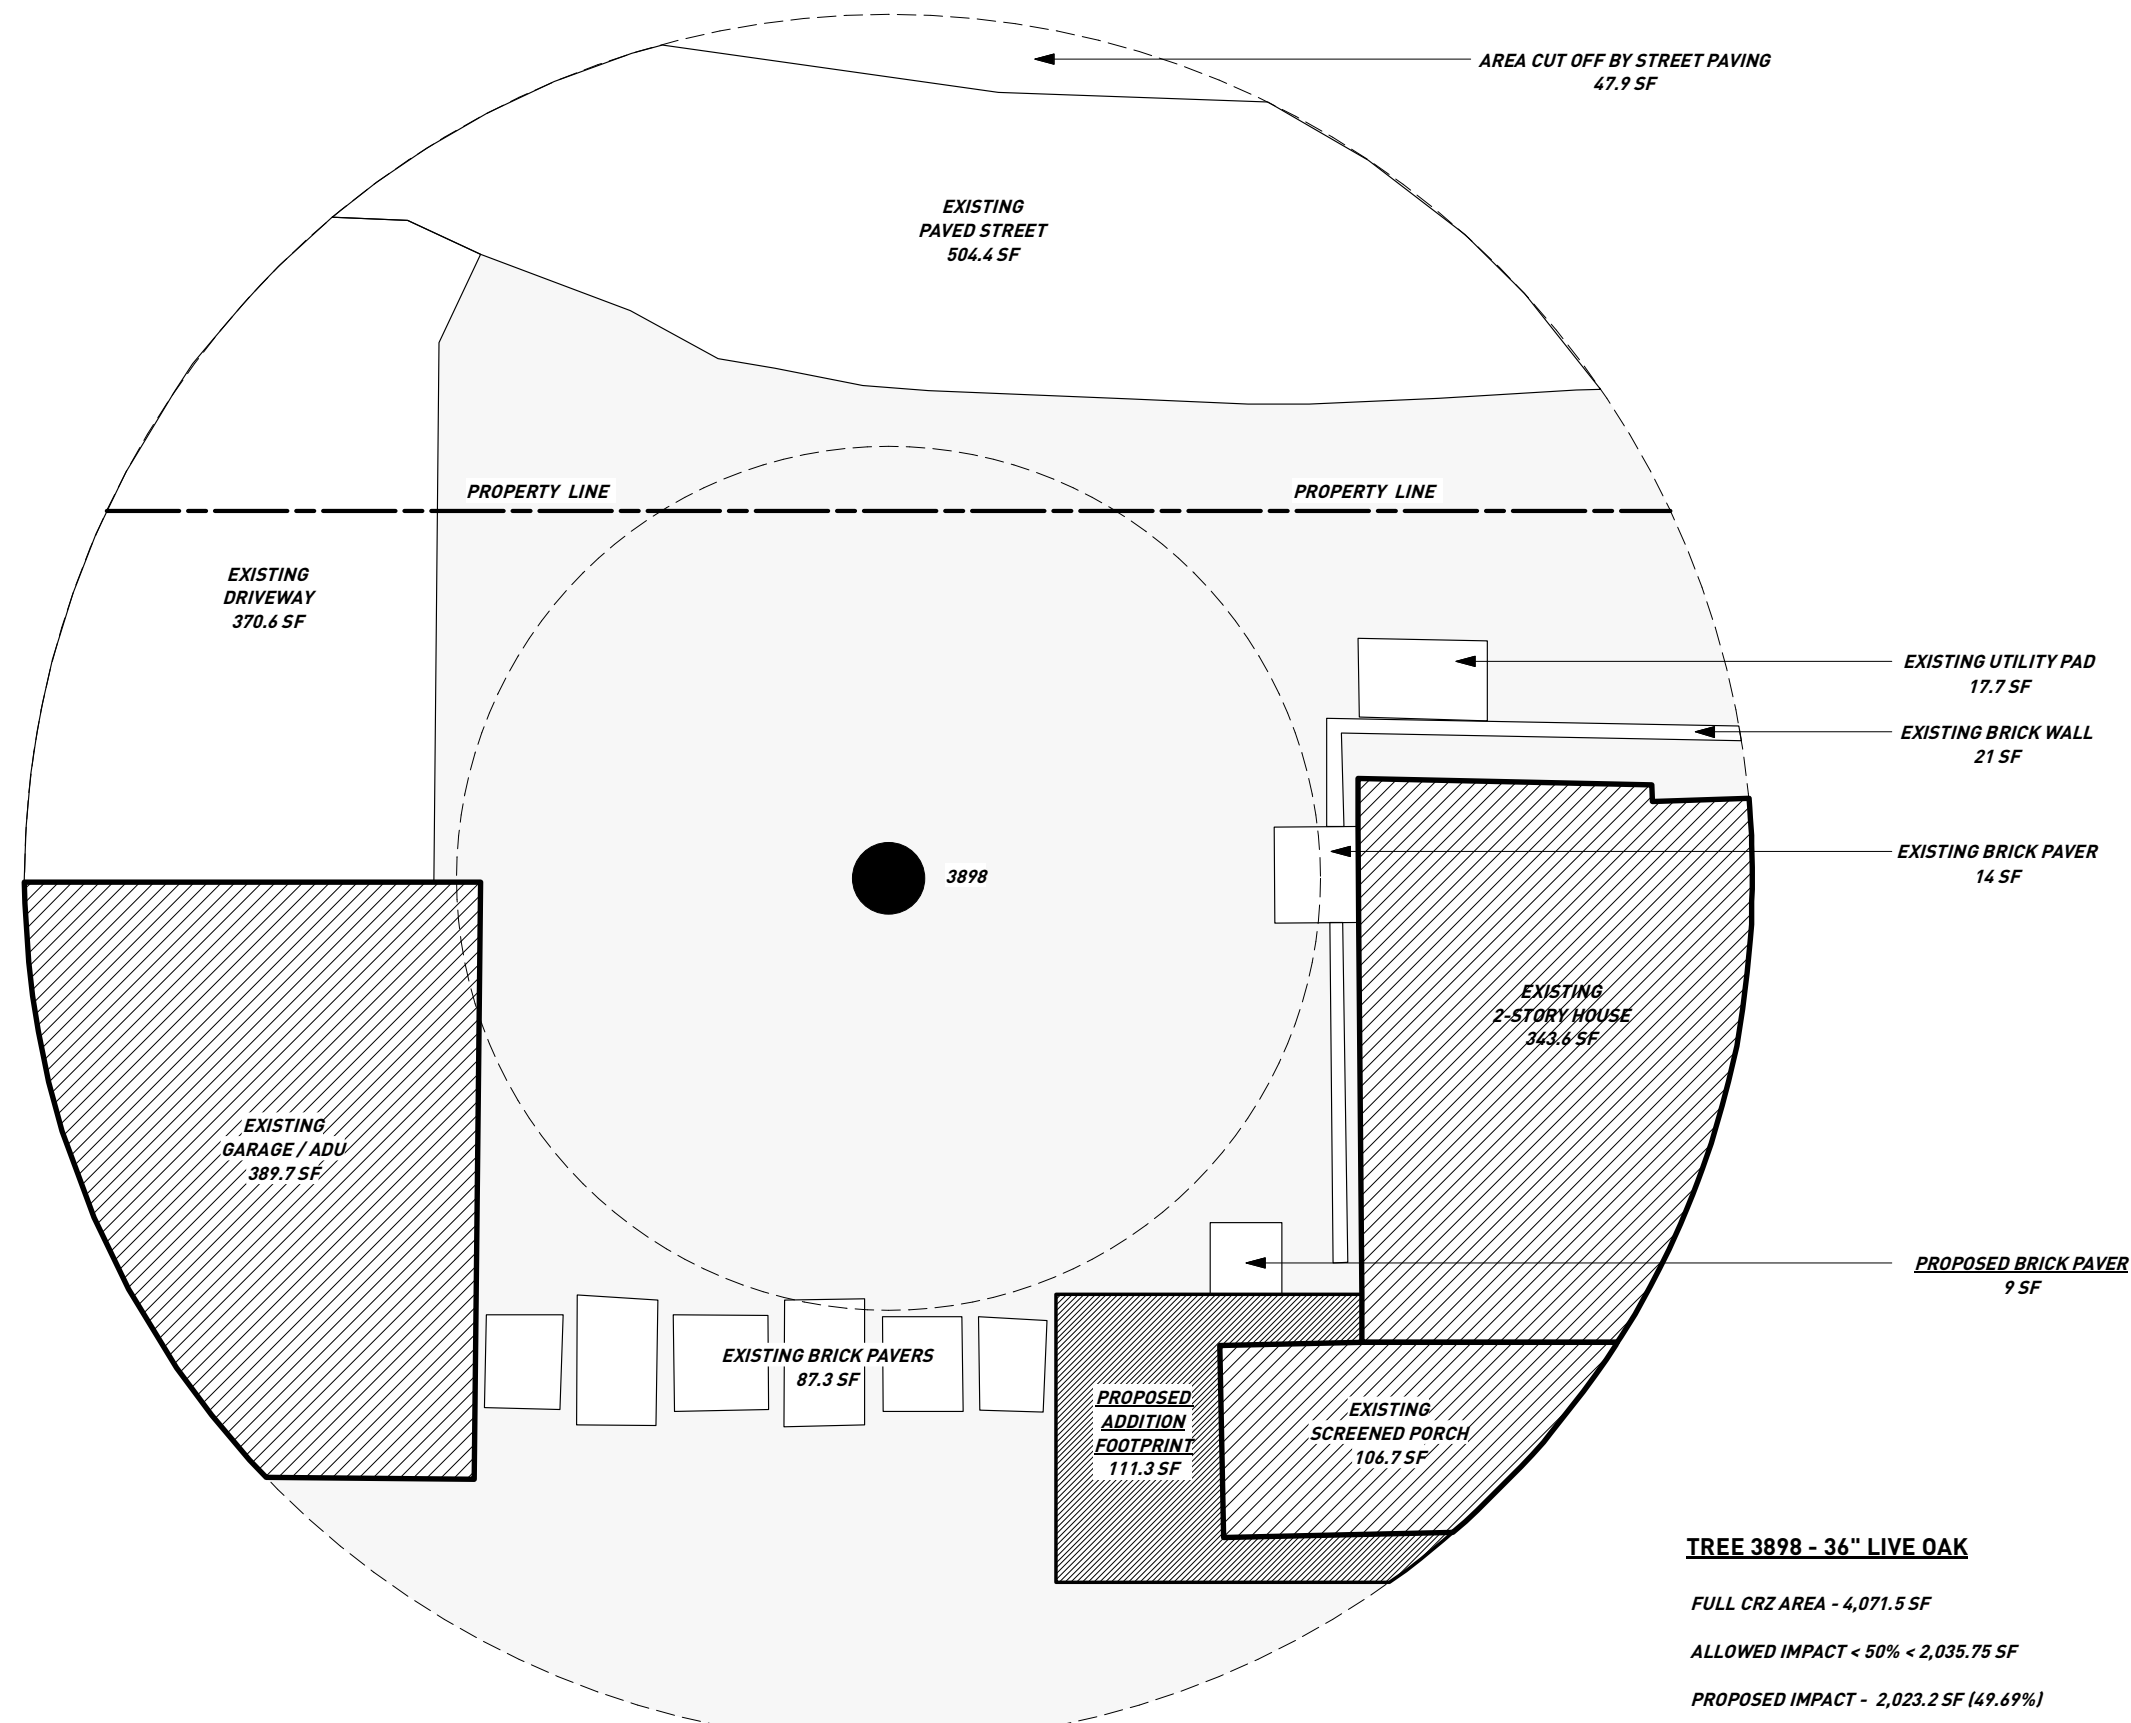 AREA CUT OFF BY STREET PAVING
47.9 SF
EXISTING
PAVED STREET
504.4 SF
PROPERTY LINE
PROPERTY LINE
EXISTING
DRIVEWAY
370.6 SF
EXISTING UTILITY PAD
17.7 SF
EXISTING BRICK WALL
21 SF
EXISTING BRICK PAVER
14 SF
3898
EXISTING
2-STORY HOUSE
343.6 SF
EXISTING
GARAGE / ADU
389.7 SF
PROPOSED BRICK PAVER
9 SF
EXISTING BRICK PAVERS
87.3 SF
PROPOSED
ADDITION
FOOTPRINT
111.3 SF
EXISTING
SCREENED PORCH
106.7 SF
TREE 3898 - 36" LIVE OAK
FULL CRZ AREA - 4,071.5 SF
ALLOWED IMPACT < 50% < 2,035.75 SF
PROPOSED IMPACT - 2,023.2 SF (49.69%)